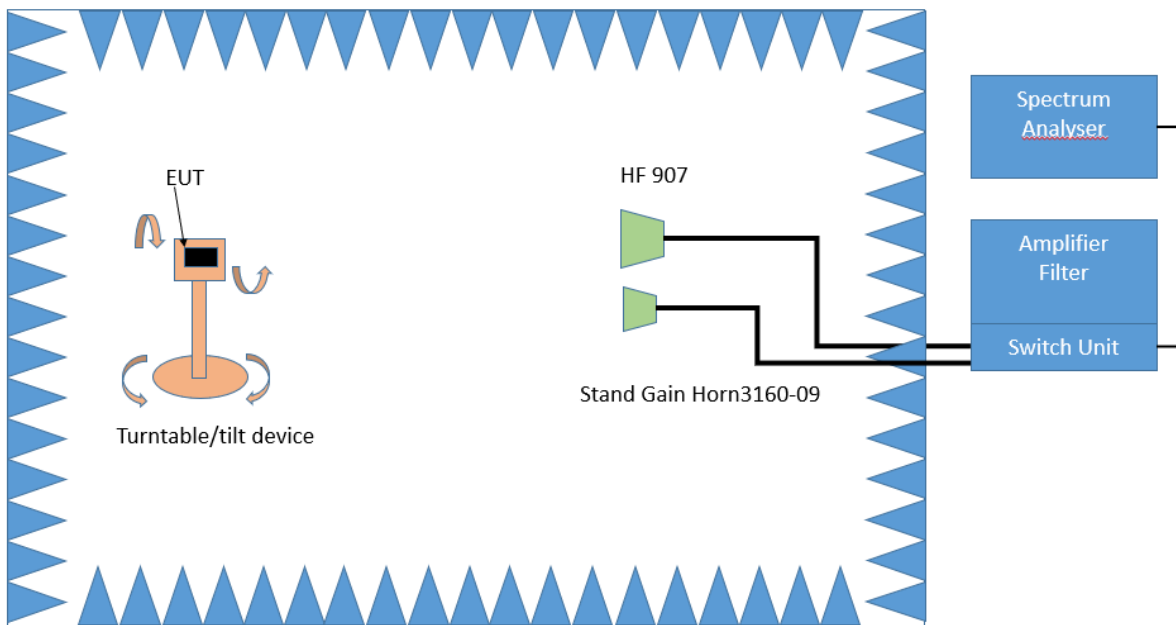 Spectrum
Analyser
EUT
HF 907
Amplifier
Filter
Switch Unit
Stand Gain Horn3160-09
Turntable/tilt device